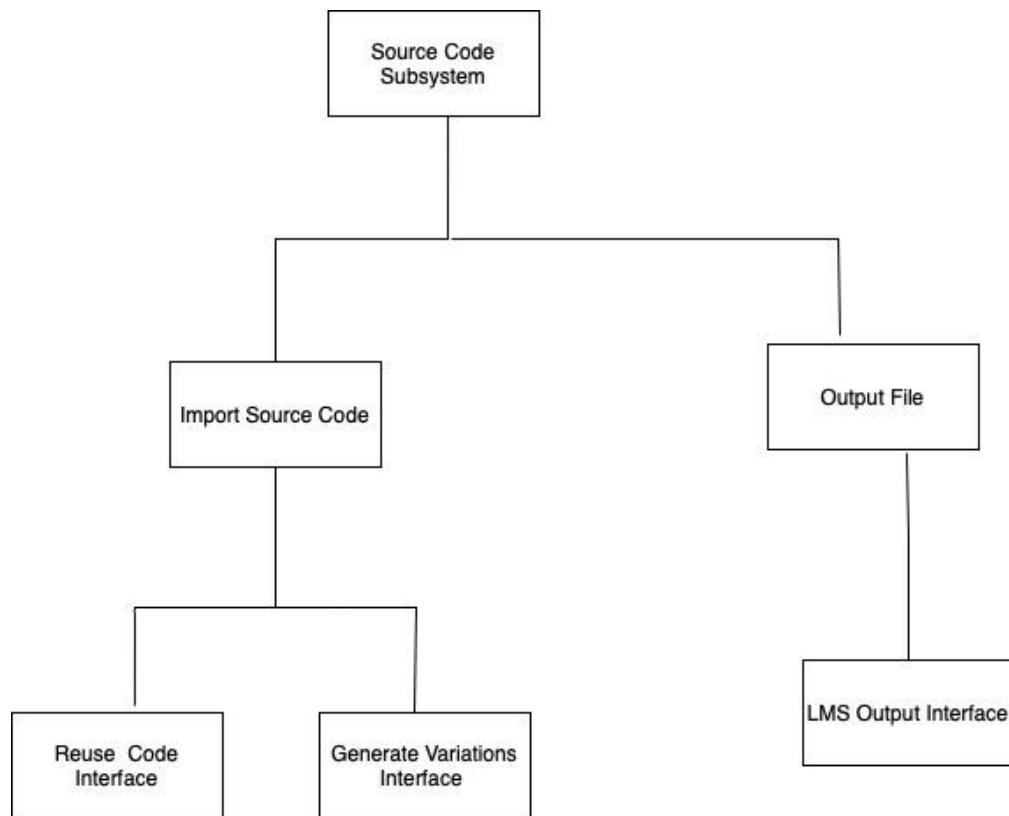 Source Code
Subsystem
Import Source Code
Output File
Reuse Code
Interface
Generate Variations
Interface
LMS Output Interface